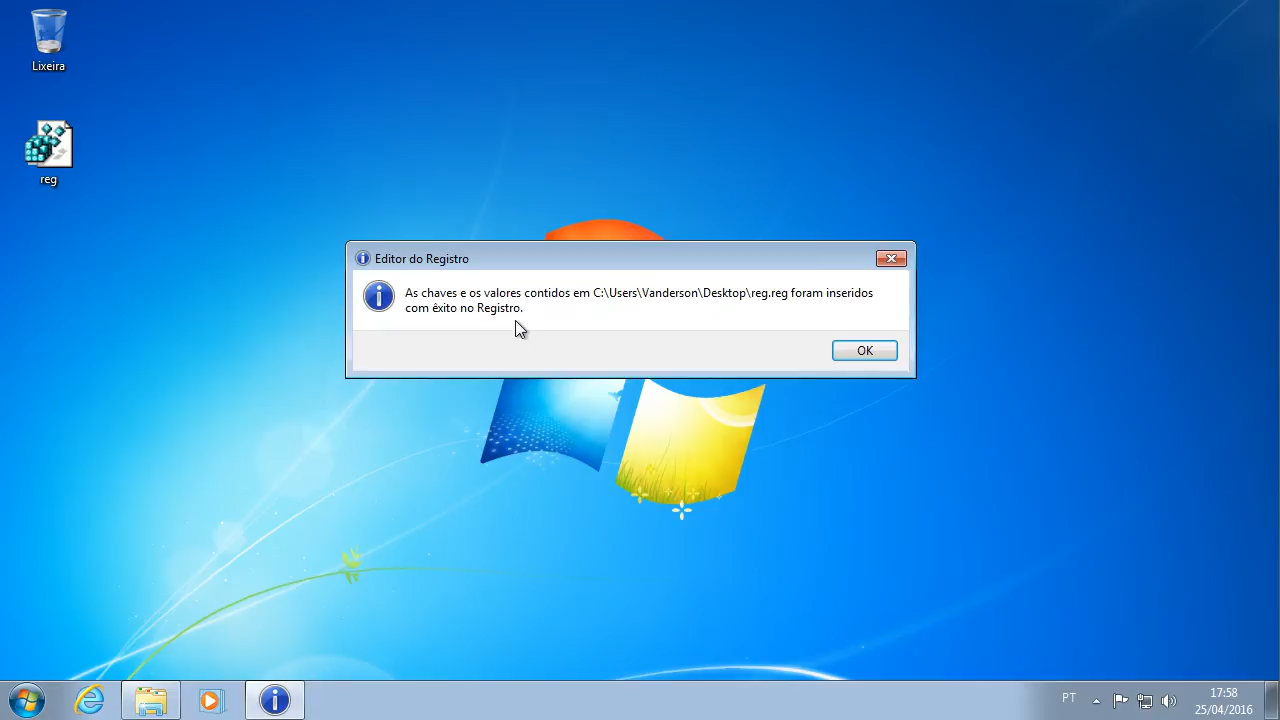 Lixeira
reg
Editor do Registro
As chaves e os valores contidos em C:\Users\Vanderson\Desktop\reg.reg foram inseridos
com êxito no Registro.
OK
PT
17:58
25/04/2016